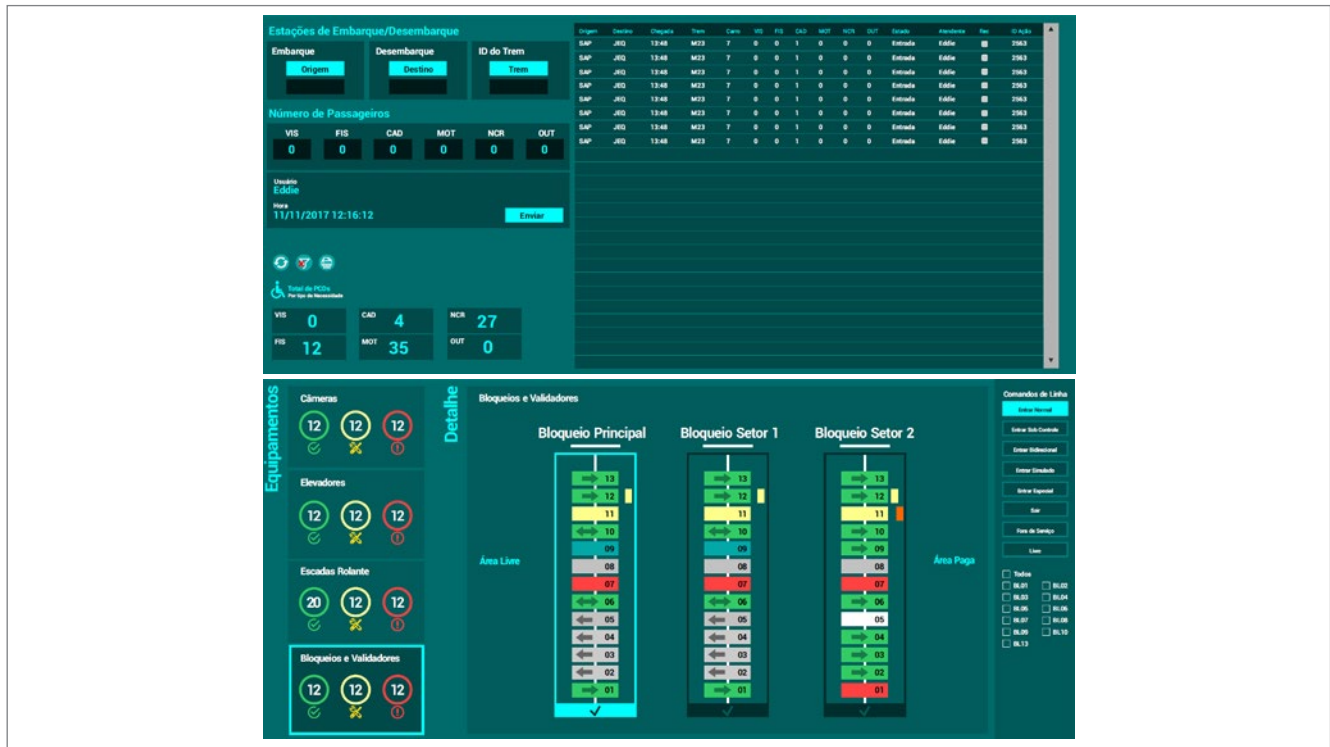 Estações de Embarque/Desembarque
Embarque Desembarque ID do Trem
Origem Destino Trem
Número de Passageiros
VIS FIS CAD MOT NCR OUT
0 0 0 0 0 0
Usuário
Eddie
Hora
11/11/2017 12:16:12 Enviar
Total de PCDs
Por tipo de Necessidade
VIS 0 CAD 4 NCR 27
FIS 12 MOT 35 OUT 0
Origem Destino Chegada Trem Carro VIS FIS CAD MOT NCR OUT Estado Atendente Rec ID Ação
SAP JEQ 13:48 M23 7 0 0 1 0 0 0 Entrada Eddie 2563
SAP JEQ 13:48 M23 7 0 0 1 0 0 0 Entrada Eddie 2563
SAP JEQ 13:48 M23 7 0 0 1 0 0 0 Entrada Eddie 2563
SAP JEQ 13:48 M23 7 0 0 1 0 0 0 Entrada Eddie 2563
SAP JEQ 13:48 M23 7 0 0 1 0 0 0 Entrada Eddie 2563
SAP JEQ 13:48 M23 7 0 0 1 0 0 0 Entrada Eddie 2563
SAP JEQ 13:48 M23 7 0 0 1 0 0 0 Entrada Eddie 2563
SAP JEQ 13:48 M23 7 0 0 1 0 0 0 Entrada Eddie 2563
Equipamentos
Câmeras
12 12 12
Elevadores
12 12 12
Escadas Rolante
20 12 12
Bloqueios e Validadores
12 12 12
Detalhe
Bloqueios e Validadores
Bloqueio Principal Bloqueio Setor 1 Bloqueio Setor 2
13 13 13
12 12 12
11 11 11
10 10 10
09 09 09
08 08 08
07 07 07
06 06 06
05 05 05
04 04 04
03 03 03
02 02 02
01 01 01
Área Livre
Área Paga
Comandos de Linha
Entrar Normal
Entrar Sob Controle
Entrar Bidirecional
Entrar Simulado
Entrar Especial
Sair
Fora de Serviço
Livre
Todos
BL01 BL02
BL03 BL04
BL05 BL06
BL07 BL08
BL09 BL10
BL13